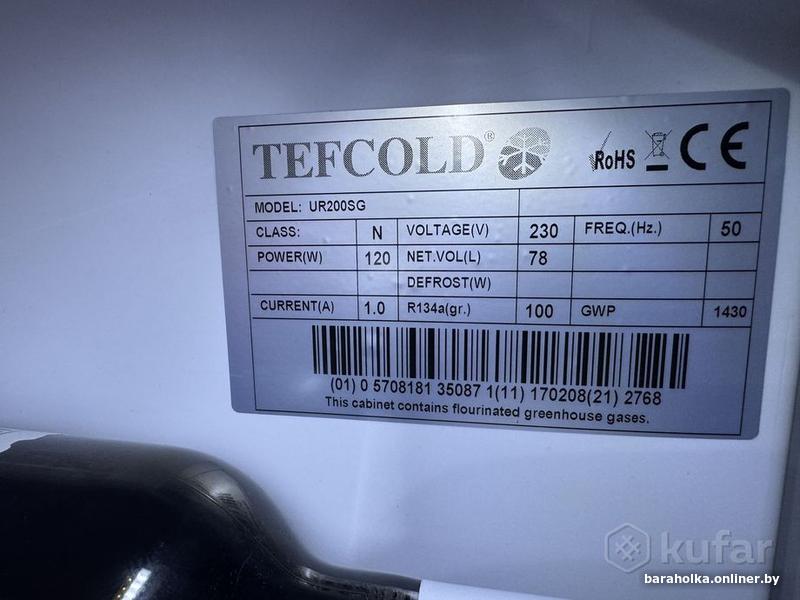 TEFCOLD®
RoHS CE
MODEL: UR200SG
CLASS: N VOLTAGE(V) 230 FREQ.(Hz.) 50
POWER(W) 120 NET.VOL(L) 78
DEFROST(W)
CURRENT(A) 1.0 R134a(gr.) 100 GWP 1430
(01) 0 5708181 35087 1(11) 170208(21) 2768
This cabinet contains flourinated greenhouse gases.
kufar
baraholka.onliner.by